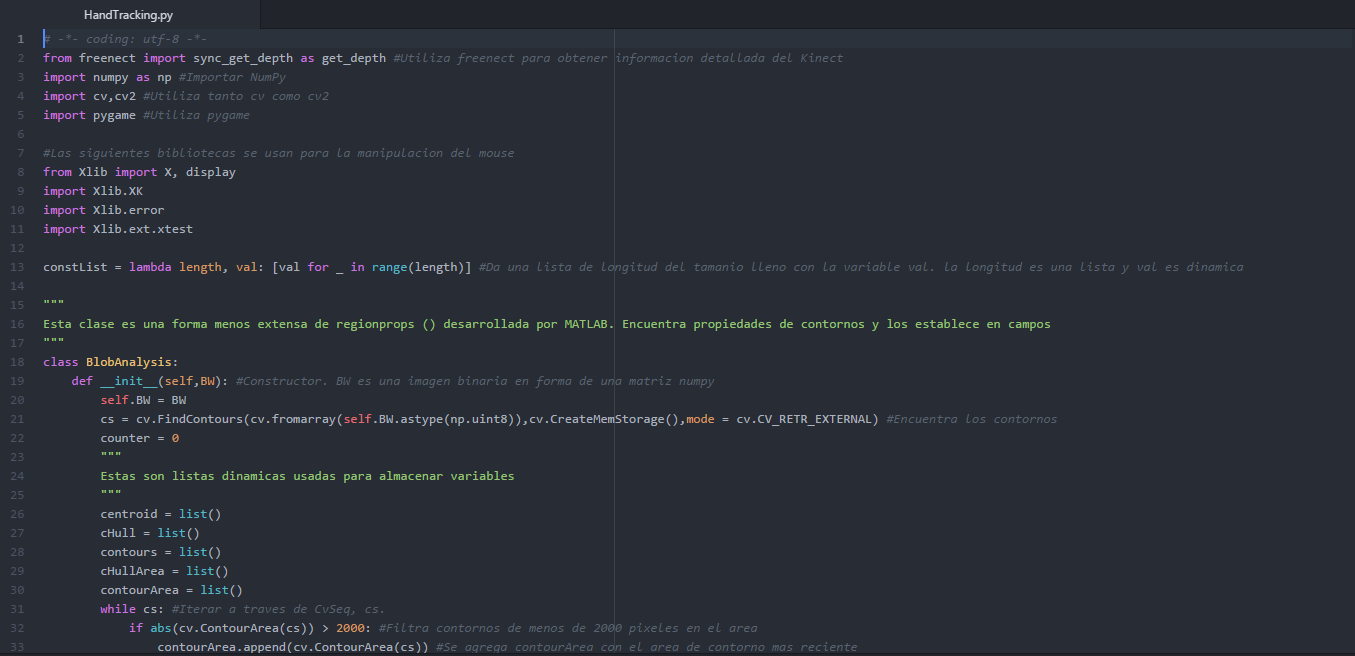 HandTracking.py
1 # -*- coding: utf-8 -*-
2 from freenect import sync_get_depth as get_depth #Utiliza freenect para obtener informacion detallada del Kinect
3 import numpy as np #Importar NumPy
4 import cv,cv2 #Utiliza tanto cv como cv2
5 import pygame #Utiliza pygame
6
7 #Las siguientes bibliotecas se usan para la manipulacion del mouse
8 from Xlib import X, display
9 import Xlib.XK
10 import Xlib.error
11 import Xlib.ext.xtest
12
13 constList = lambda length, val: [val for _ in range(length)] #Da una lista de longitud del tamanio lleno con la variable val. la longitud es una lista y val es dinamica
14
15 """
16 Esta clase es una forma menos extensa de regionprops () desarrollada por MATLAB. Encuentra propiedades de contornos y los establece en campos
17 """
18 class BlobAnalysis:
19     def __init__(self,BW): #Constructor. BW es una imagen binaria en forma de una matriz numpy
20         self.BW = BW
21         cs = cv.FindContours(cv.fromarray(self.BW.astype(np.uint8)),cv.CreateMemStorage(),mode = cv.CV_RETR_EXTERNAL) #Encuentra los contornos
22         counter = 0
23         """
24         Estas son listas dinamicas usadas para almacenar variables
25         """
26         centroid = list()
27         cHull = list()
28         contours = list()
29         cHullArea = list()
30         contourArea = list()
31         while cs: #Iterar a traves de CvSeq, cs.
32             if abs(cv.ContourArea(cs)) > 2000: #Filtra contornos de menos de 2000 pixeles en el area
33                 contourArea.append(cv.ContourArea(cs)) #Se agrega contourArea con el area de contorno mas reciente